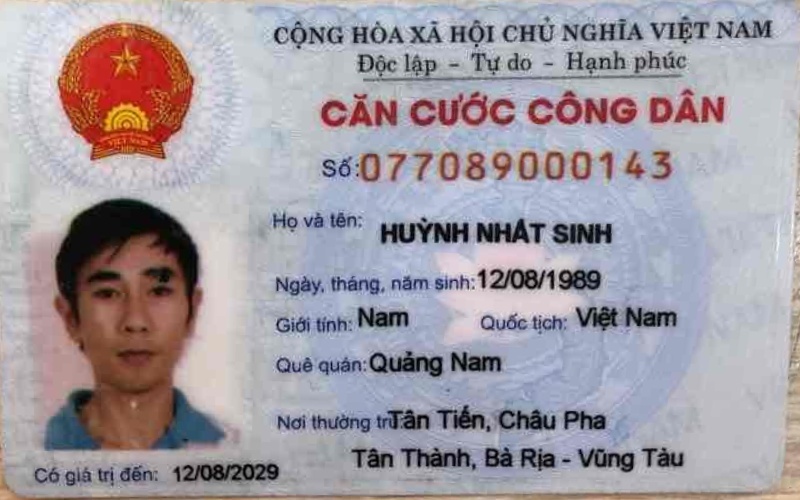 CỘNG HÒA XÃ HỘI CHỦ NGHĨA VIỆT NAM
Độc lập - Tự do - Hạnh phúc
CĂN CƯỚC CÔNG DÂN
Số:077089000143
Họ và tên: HUỲNH NHẤT SINH
Ngày, tháng, năm sinh:12/08/1989
Giới tính: Nam Quốc tịch: Việt Nam
Quê quán:Quảng Nam
Nơi thường trú:Tân Tiến, Châu Pha
Tân Thành, Bà Rịa - Vũng Tàu
Có giá trị đến: 12/08/2029
VIỆT NAM